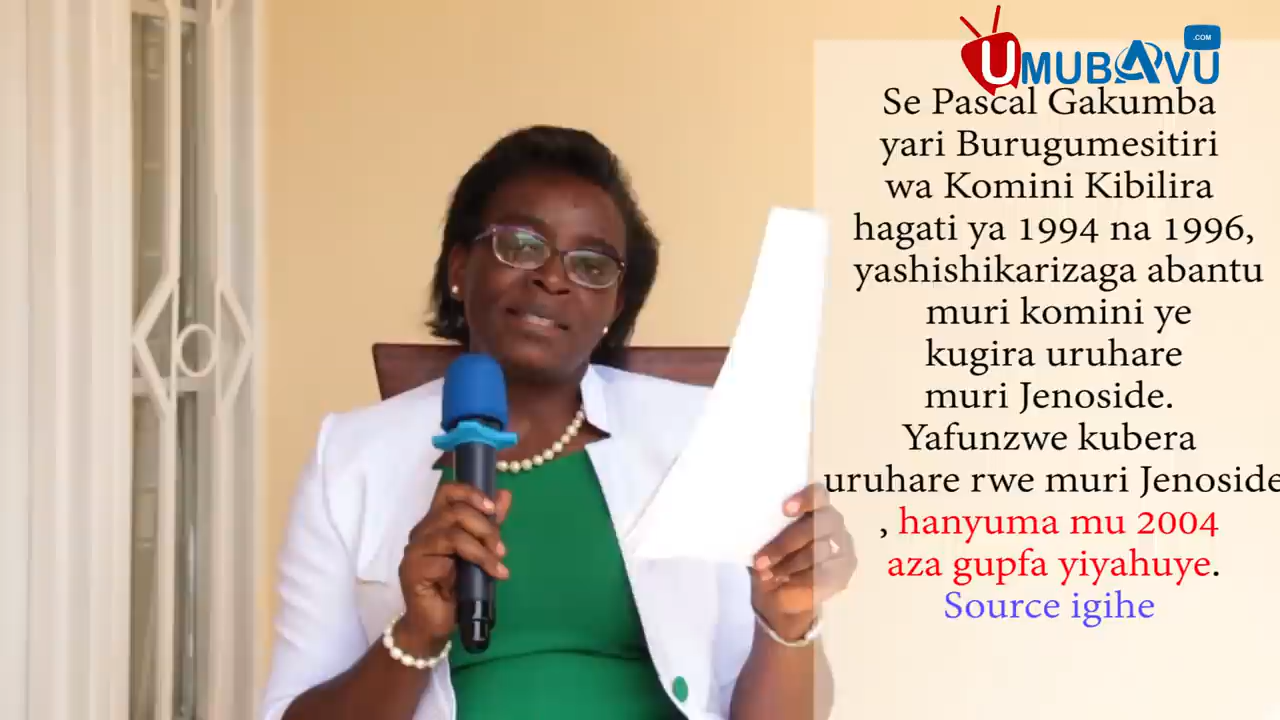 UMUBAVU
.COM
Se Pascal Gakumba
yari Burugumesitiri
wa Komini Kibilira
hagati ya 1994 na 1996,
yashishikarizaga abantu
muri komini ye
kugira uruhare
muri Jenoside.
Yafunzwe kubera
uruhare rwe muri Jenoside
, hanyuma mu 2004
aza gupfa yiyahuye.
Source igihe